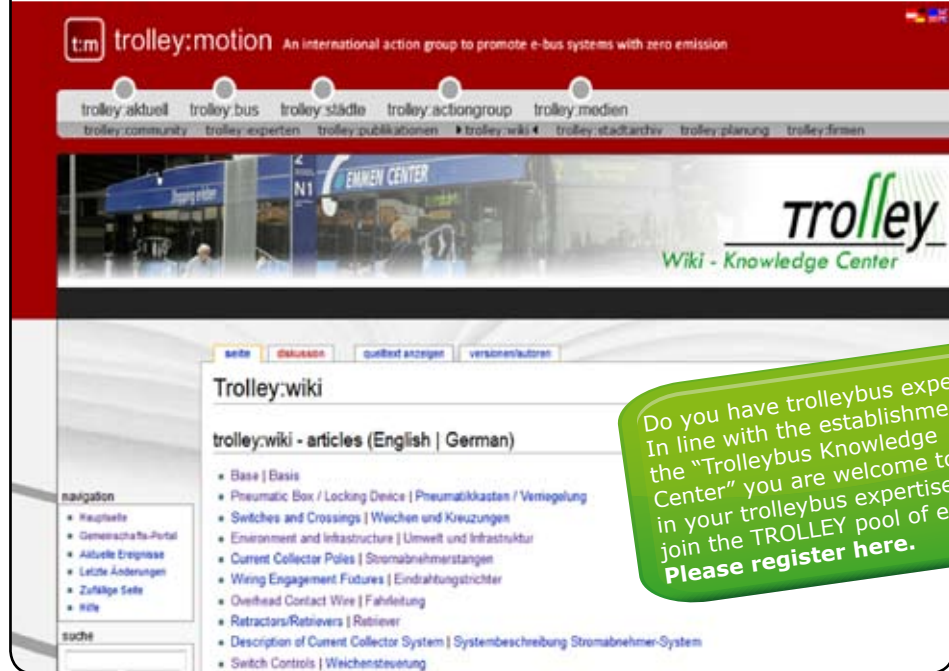 t:m trolley:motion An international action group to promote e-bus systems with zero emission
trolley:aktuell trolley:bus trolley:städte trolley:actiongroup trolley:medien
trolley:community trolley:experten trolley:publikationen trolley:wiki trolley:stadtarchiv trolley:planung trolley:firmen
Shopping erleben
N1
EMMEN CENTER
Trolley
Wiki - Knowledge Center
seite diskussion quelltext anzeigen versionen/autoren
Trolley:wiki
trolley:wiki - articles (English | German)
Base | Basis
Pneumatic Box / Locking Device | Pneumatikkasten / Verriegelung
Switches and Crossings | Weichen und Kreuzungen
Environment and Infrastructure | Umwelt und Infrastruktur
Current Collector Poles | Stromabnehmerstangen
Wiring Engagement Fixtures | Eindrahtungstrichter
Overhead Contact Wire | Fahrleitung
Retractors/Retrievers | Retriever
Description of Current Collector System | Systembeschreibung Stromabnehmer-System
Switch Controls | Weichensteuerung
navigation
Hauptseite
Gemeinschafts-Portal
Aktuelle Ereignisse
Letzte Änderungen
Zufällige Seite
Hilfe
suche
Do you have trolleybus expe
In line with the establishme
the “Trolleybus Knowledge
Center” you are welcome to
in your trolleybus expertise
join the TROLLEY pool of e
Please register here.